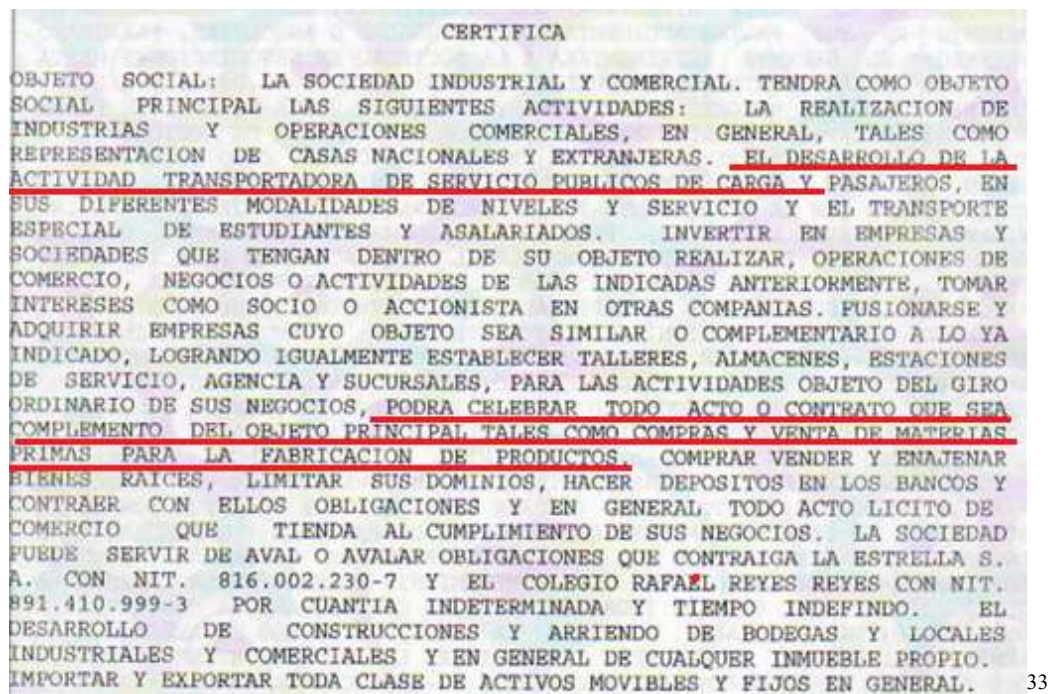 CERTIFICA
OBJETO SOCIAL: LA SOCIEDAD INDUSTRIAL Y COMERCIAL. TENDRA COMO OBJETO
SOCIAL PRINCIPAL LAS SIGUIENTES ACTIVIDADES: LA REALIZACION DE
INDUSTRIAS Y OPERACIONES COMERCIALES, EN GENERAL, TALES COMO
REPRESENTACION DE CASAS NACIONALES Y EXTRANJERAS. EL DESARROLLO DE LA
ACTIVIDAD TRANSPORTADORA DE SERVICIO PUBLICOS DE CARGA Y PASAJEROS, EN
SUS DIFERENTES MODALIDADES DE NIVELES Y SERVICIO Y EL TRANSPORTE
ESPECIAL DE ESTUDIANTES Y ASALARIADOS. INVERTIR EN EMPRESAS Y
SOCIEDADES QUE TENGAN DENTRO DE SU OBJETO REALIZAR, OPERACIONES DE
COMERCIO, NEGOCIOS O ACTIVIDADES DE LAS INDICADAS ANTERIORMENTE, TOMAR
INTERESES COMO SOCIO O ACCIONISTA EN OTRAS COMPANIAS. FUSIONARSE Y
ADQUIRIR EMPRESAS CUYO OBJETO SEA SIMILAR O COMPLEMENTARIO A LO YA
INDICADO, LOGRANDO IGUALMENTE ESTABLECER TALLERES, ALMACENES, ESTACIONES
DE SERVICIO, AGENCIA Y SUCURSALES, PARA LAS ACTIVIDADES OBJETO DEL GIRO
ORDINARIO DE SUS NEGOCIOS, PODRA CELEBRAR TODO ACTO O CONTRATO QUE SEA
COMPLEMENTO DEL OBJETO PRINCIPAL TALES COMO COMPRAS Y VENTA DE MATERIAS
PRIMAS PARA LA FABRICACION DE PRODUCTOS, COMPRAR VENDER Y ENAJENAR
BIENES RAICES, LIMITAR SUS DOMINIOS, HACER DEPOSITOS EN LOS BANCOS Y
CONTRAER CON ELLOS OBLIGACIONES Y EN GENERAL TODO ACTO LICITO DE
COMERCIO QUE TIENDA AL CUMPLIMIENTO DE SUS NEGOCIOS. LA SOCIEDAD
PUEDE SERVIR DE AVAL O AVALAR OBLIGACIONES QUE CONTRAIGA LA ESTRELLA S.
A. CON NIT. 816.002.230-7 Y EL COLEGIO RAFAEL REYES REYES CON NIT.
891.410.999-3 POR CUANTIA INDETERMINADA Y TIEMPO INDEFINDO. EL
DESARROLLO DE CONSTRUCCIONES Y ARRIENDO DE BODEGAS Y LOCALES
INDUSTRIALES Y COMERCIALES Y EN GENERAL DE CUALQUER INMUEBLE PROPIO.
IMPORTAR Y EXPORTAR TODA CLASE DE ACTIVOS MOVIBLES Y FIJOS EN GENERAL.
33